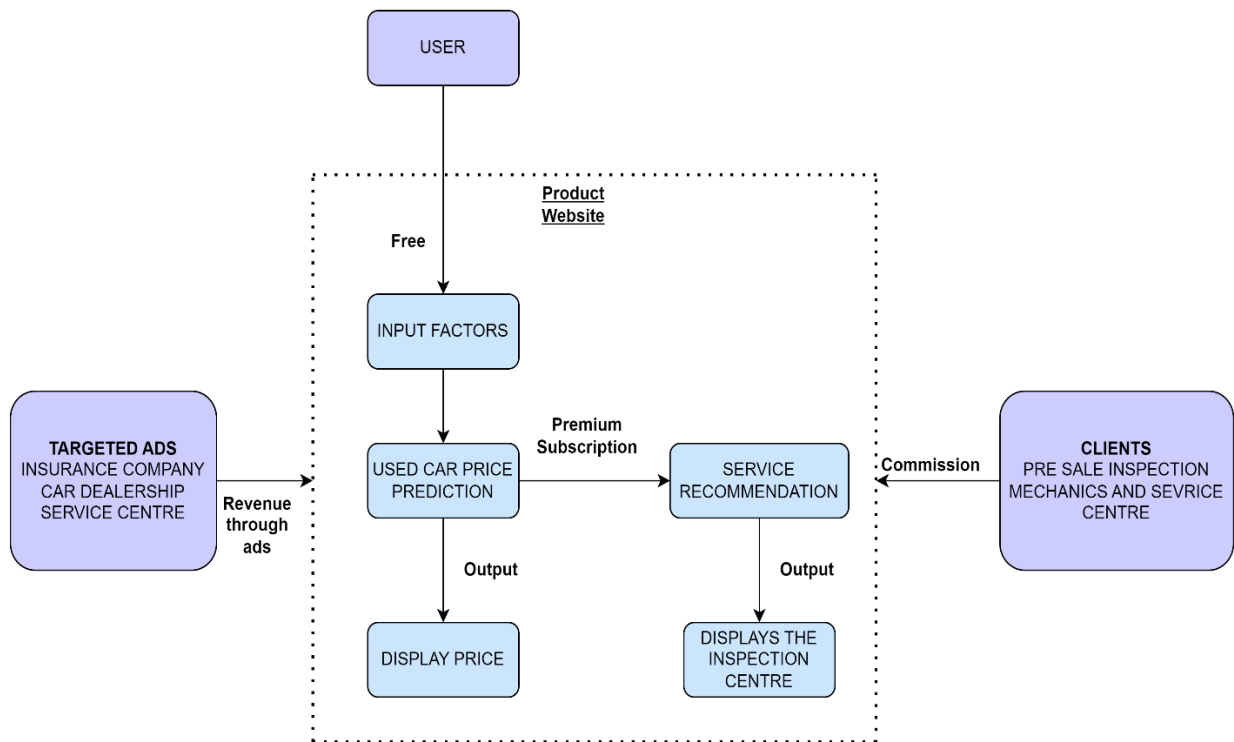 USER
Product
Website
Free
INPUT FACTORS
TARGETED ADS
INSURANCE COMPANY
CAR DEALERSHIP
SERVICE CENTRE
Revenue
through
ads
USED CAR PRICE
PREDICTION
Premium
Subscription
SERVICE
RECOMMENDATION
Commission
CLIENTS
PRE SALE INSPECTION
MECHANICS AND SEVRICE
CENTRE
Output
Output
DISPLAY PRICE
DISPLAYS THE
INSPECTION
CENTRE